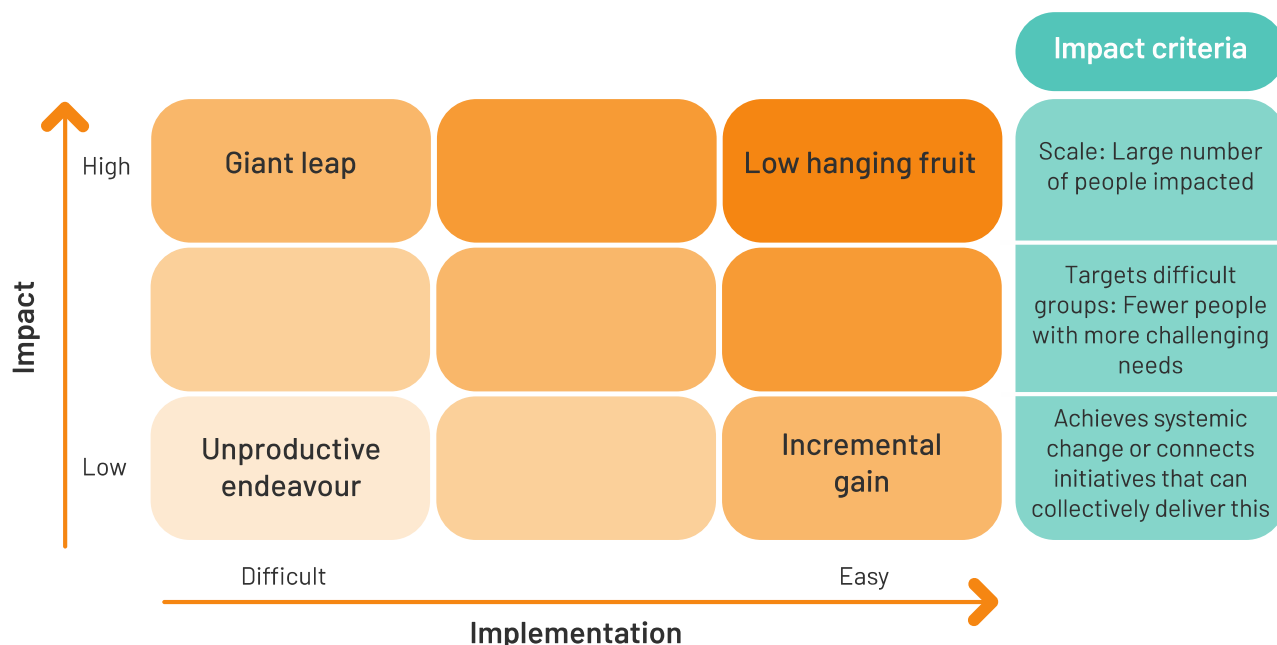 Impact criteria
High
Giant leap
Low hanging fruit
Scale: Large number
of people impacted
Impact
Targets difficult
groups: Fewer people
with more challenging
needs
Low
Unproductive
endeavour
Incremental
gain
Achieves systemic
change or connects
initiatives that can
collectively deliver this
Difficult
Easy
Implementation